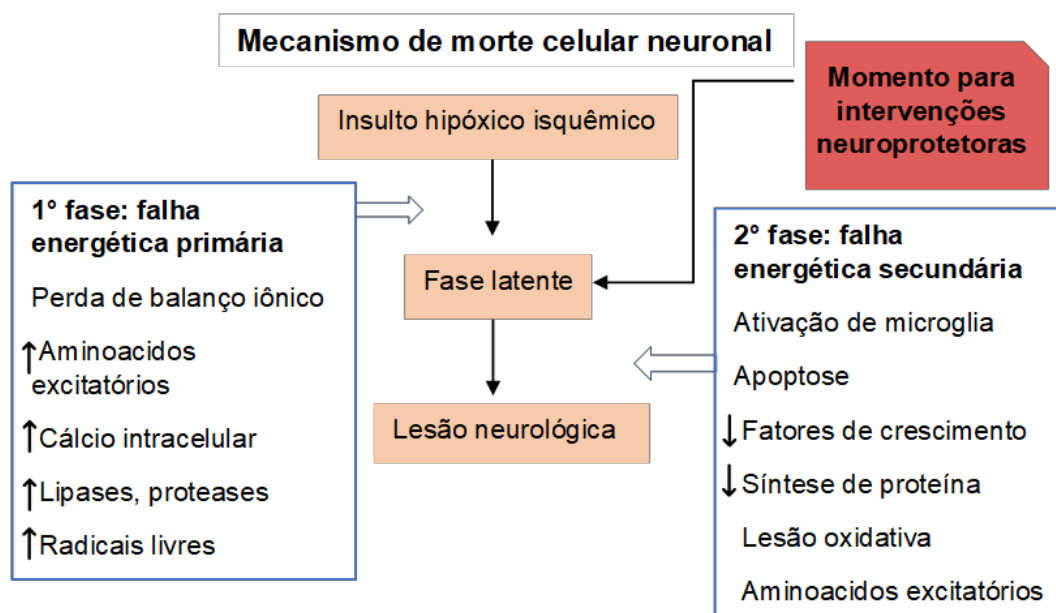 Mecanismo de morte celular neuronal
Momento para
intervenções
neuroprotetoras
Insulto hipóxico isquêmico
1° fase: falha
energética primária
Perda de balanço iônico
↑Aminoacidos
excitatórios
↑Cálcio intracelular
↑Lipases, proteases
↑Radicais livres
Fase latente
Lesão neurológica
2° fase: falha
energética secundária
Ativação de microglia
Apoptose
↓Fatores de crescimento
↓Síntese de proteína
Lesão oxidativa
Aminoacidos excitatórios